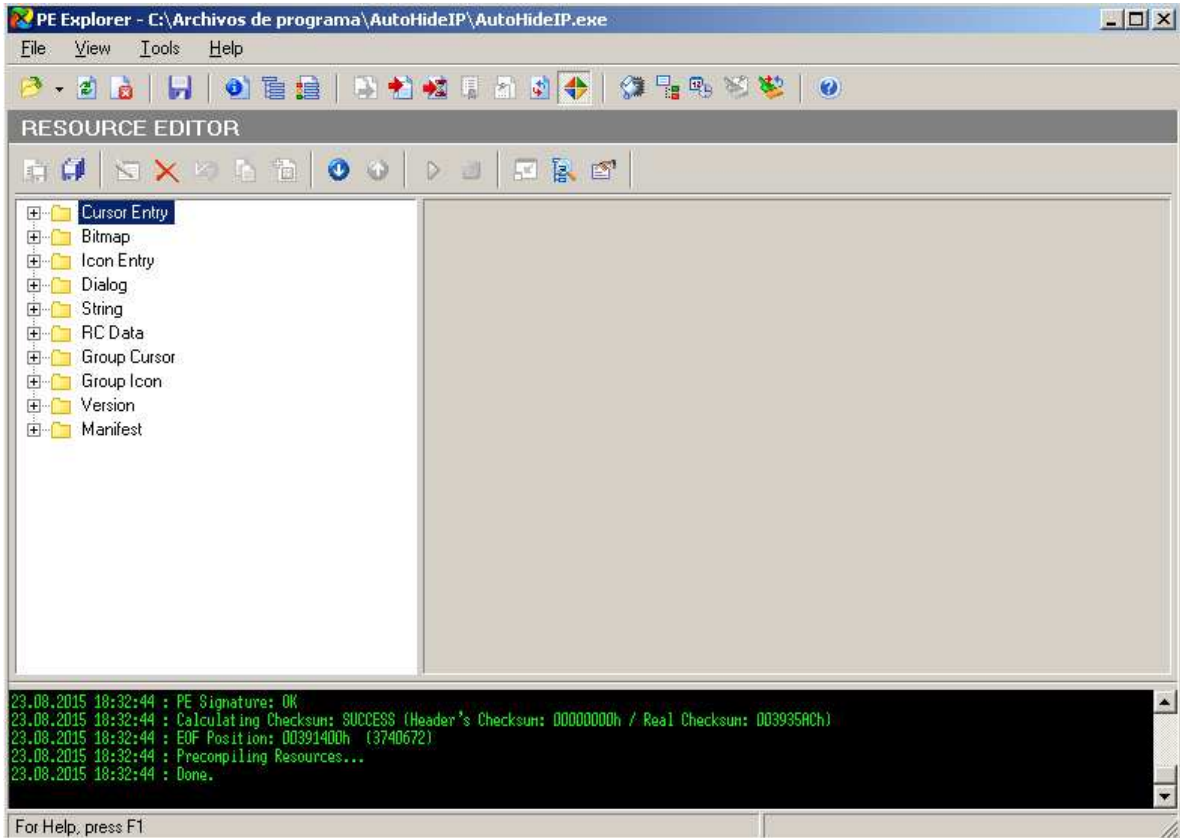 PE Explorer - C:\Archivos de programa\AutoHideIP\AutoHideIP.exe
File View Tools Help
RESOURCE EDITOR
Cursor Entry
Bitmap
Icon Entry
Dialog
String
RC Data
Group Cursor
Group Icon
Version
Manifest
23.08.2015 18:32:44 : PE Signature: OK
23.08.2015 18:32:44 : Calculating Checksum: SUCCESS (Header's Checksum: 00000000h / Real Checksum: 003935ACh)
23.08.2015 18:32:44 : EOF Position: 00391400h (3740672)
23.08.2015 18:32:44 : Precompiling Resources...
23.08.2015 18:32:44 : Done.
For Help, press F1